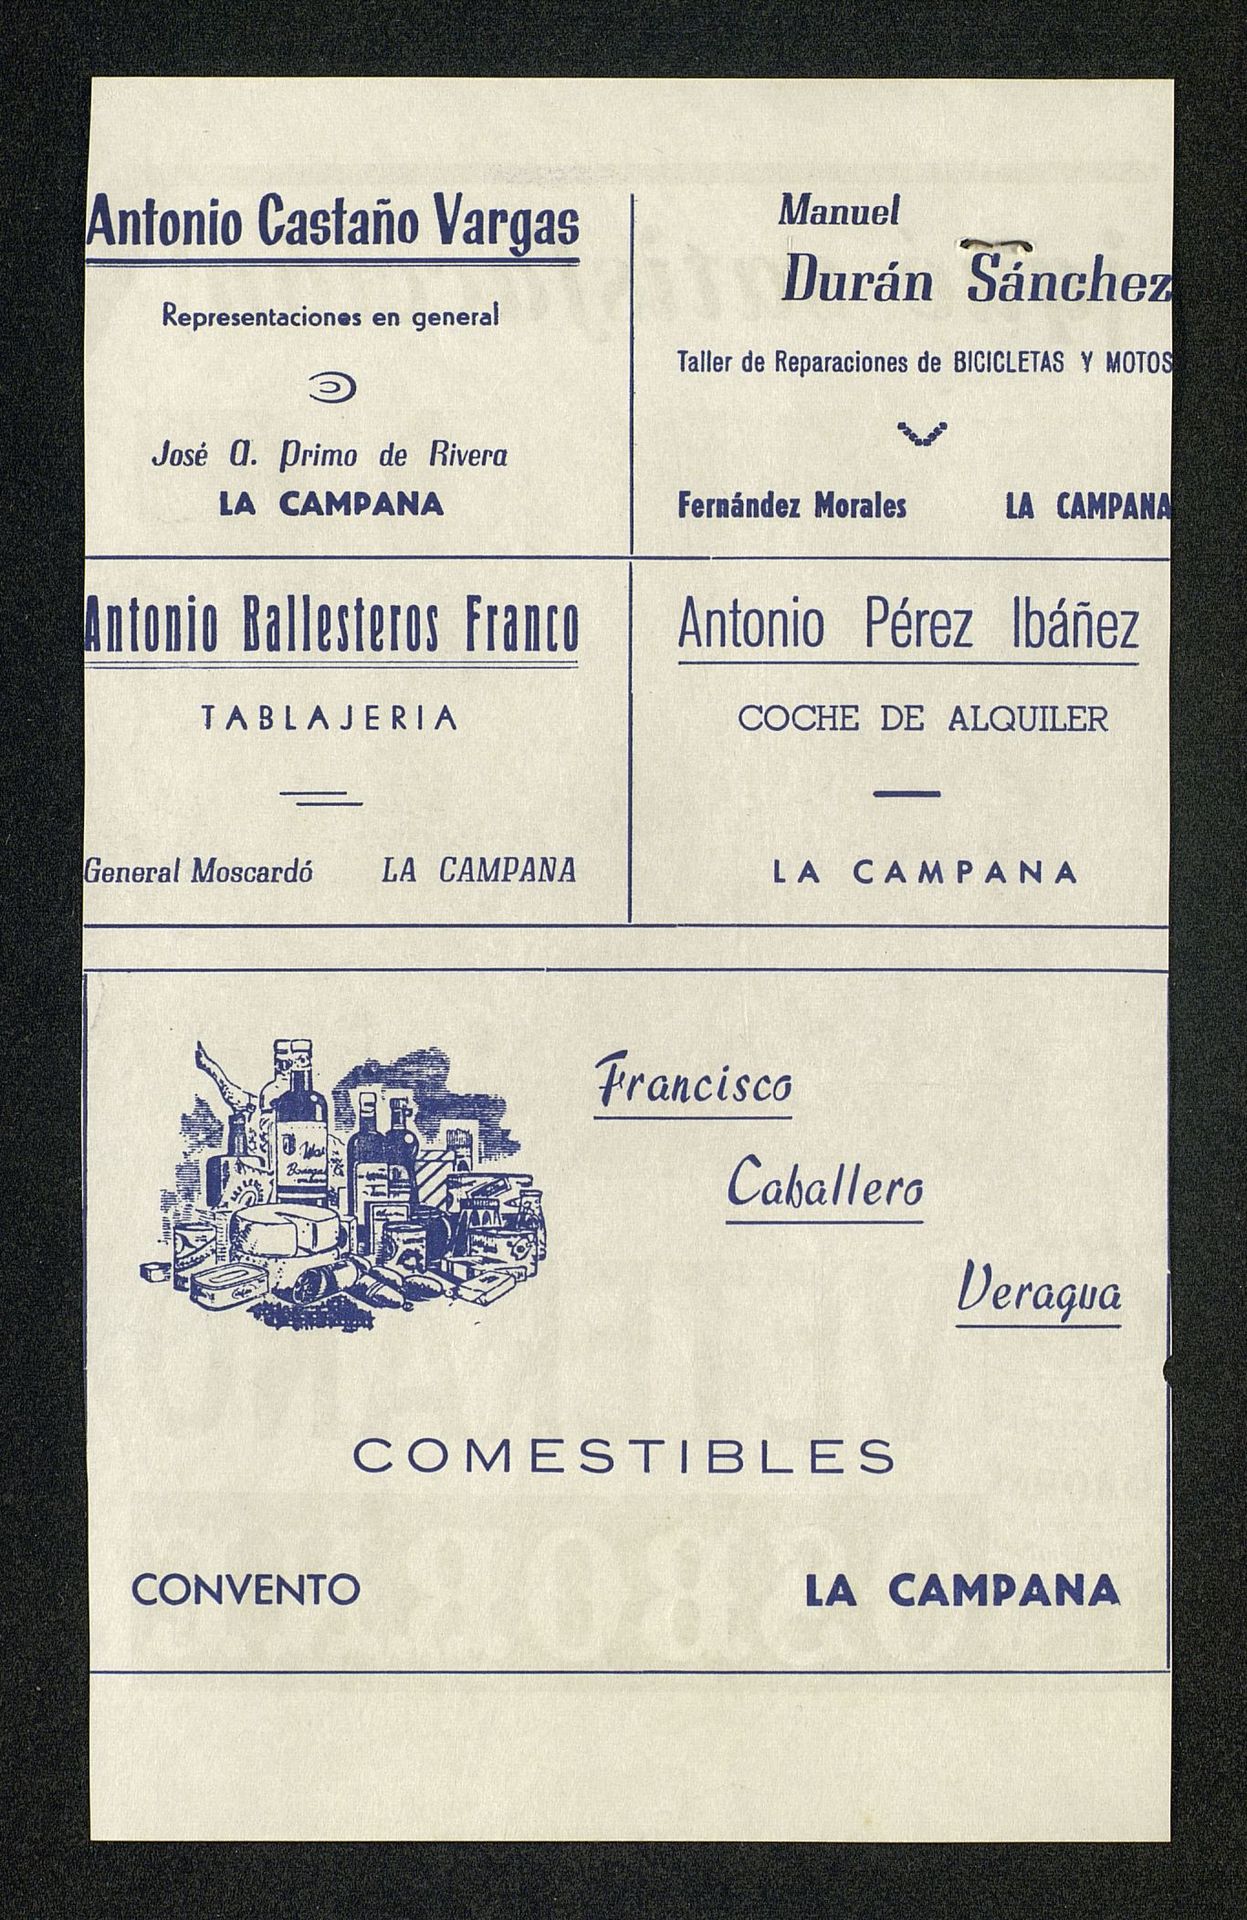 Antonio Castaño Vargas
Representaciones en general
José A. Primo de Rivera
LA CAMPANA
Manuel
Durán Sánchez
Taller de Reparaciones de BICICLETAS Y MOTOS
Fernández Morales LA CAMPANA
Antonio Ballesteros Franco
TABLAJERIA
General Moscardó LA CAMPANA
Antonio Pérez Ibáñez
COCHE DE ALQUILER
LA CAMPANA
Francisco
Caballero
Veragua
COMESTIBLES
CONVENTO LA CAMPANA